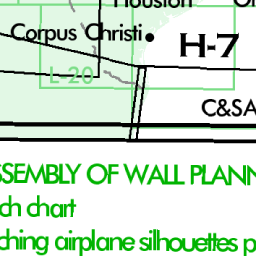 Houston
Corpus Christi
H-7
L-20
C&SA
SSEMBLY OF WALL PLANN
ch chart
ching airplane silhouettes p